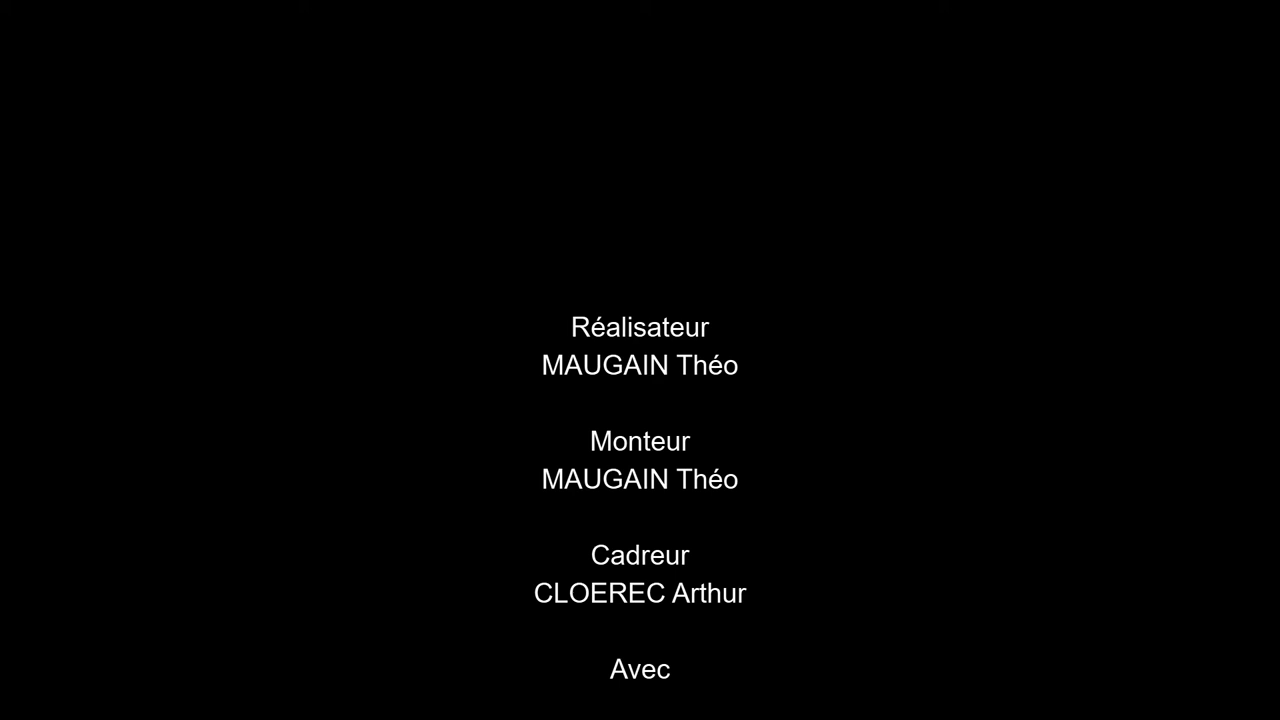 Réalisateur
MAUGAIN Théo
Monteur
MAUGAIN Théo
Cadreur
CLOEREC Arthur
Avec